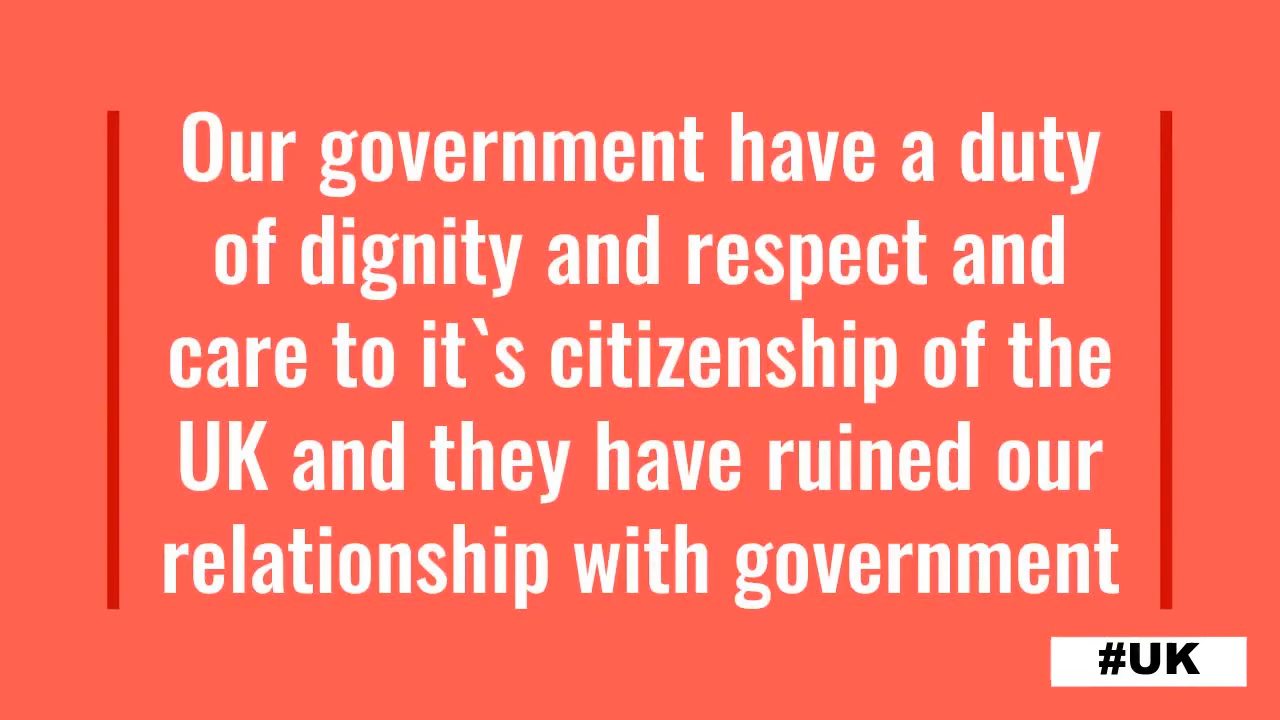 Our government have a duty
of dignity and respect and
care to it`s citizenship of the
UK and they have ruined our
relationship with government
#UK